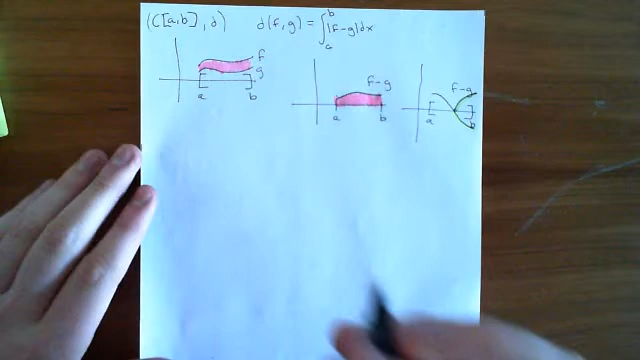 (C[a,b], d)  d(f,g) = ∫_a^b |f-g|dx
f
g
a b
f-g
a b
f-g
a b